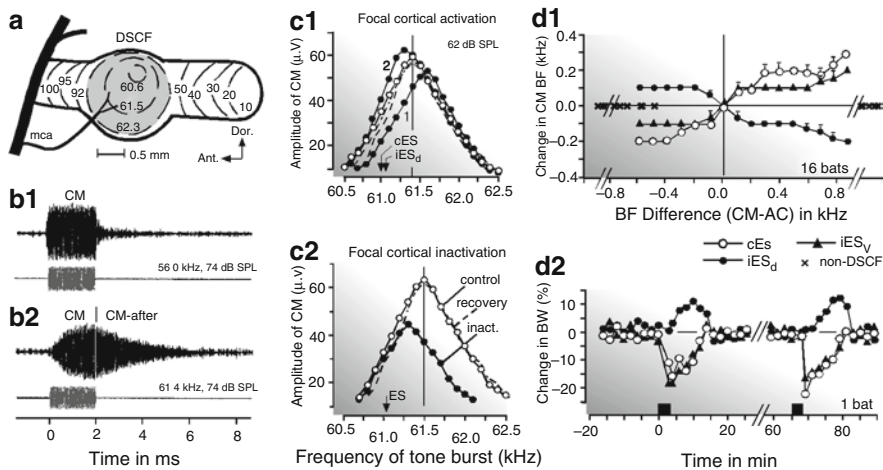 a
DSCF
100
95
92
60.6
61.5
62.3
50
40
30
20
10
mca
0.5 mm
Dor.
Ant.
b1
CM
56 0 kHz, 74 dB SPL
b2
CM
CM-after
61 4 kHz, 74 dB SPL
0 2 4 6 8
Time in ms
c1
Focal cortical activation
62 dB SPL
Amplitude of CM (µ.V)
60
40
20
2
1
cES
iESd
60.5 61.0 61.5 62.0 62.5
c2
Focal cortical inactivation
Amplitude of CM (µ.v)
60
40
20
control
recovery
inact.
ES
60.5 61.0 61.5 62.0 62.5
Frequency of tone burst (kHz)
d1
Change in CM BF (kHz)
0.4
0.2
0.0
−0.2
−0.4
16 bats
−0.4 0.0 0.4 0.8
BF Difference (CM-AC) in kHz
cEs
iESV
iESd
non-DSCF
d2
Change in BW (%)
10
0
−10
−20
1 bat
−20 0 20 60 80
Time in min